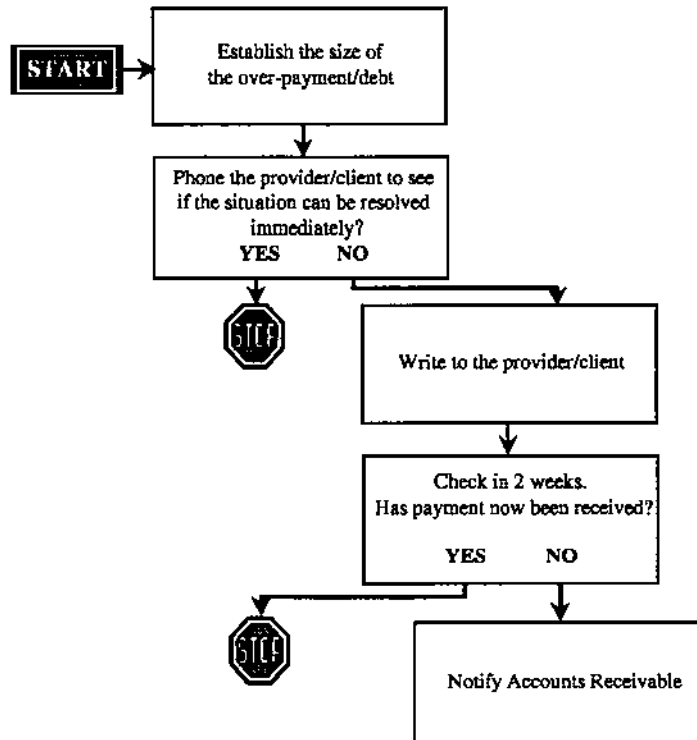 START
Establish the size of
the over-payment/debt
Phone the provider/client to see
if the situation can be resolved
immediately?
YES NO
STOP
Write to the provider/client
Check in 2 weeks.
Has payment now been received?
YES NO
STOP
Notify Accounts Receivable